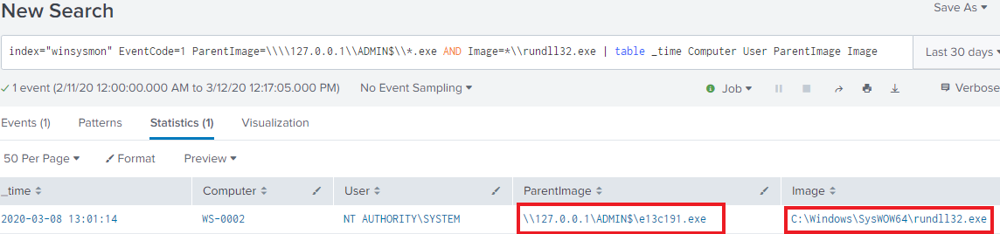 New Search
Save As
index="winsysmon" EventCode=1 ParentImage=\\\\127.0.0.1\\ADMIN$\\*.exe AND Image=*\\rundll32.exe | table _time Computer User ParentImage Image
Last 30 days
1 event (2/11/20 12:00:00.000 AM to 3/12/20 12:17:05.000 PM) No Event Sampling Job Verbose
Events (1) Patterns Statistics (1) Visualization
50 Per Page Format Preview
_time Computer User ParentImage Image
2020-03-08 13:01:14 WS-0002 NT AUTHORITY\SYSTEM \\127.0.0.1\ADMIN$\e13c191.exe C:\Windows\SysWOW64\rundll32.exe